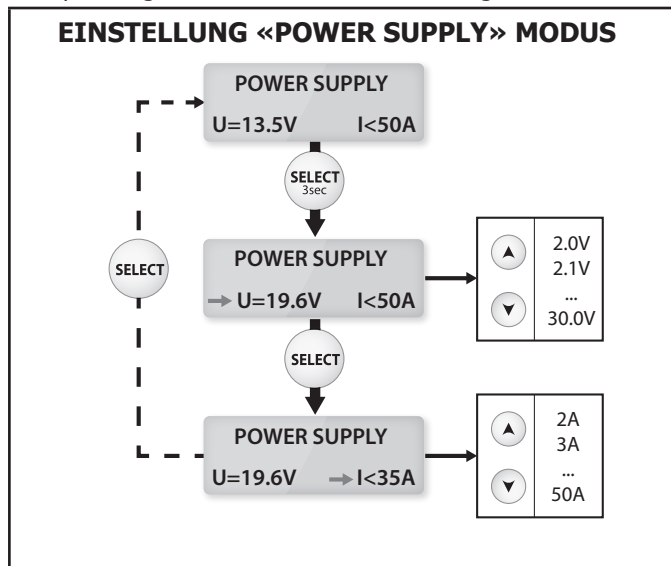 EINSTELLUNG «POWER SUPPLY» MODUS
POWER SUPPLY
U=13.5V I<50A
SELECT
3sec
POWER SUPPLY
U=19.6V I<50A
2.0V
2.1V
...
30.0V
SELECT
SELECT
POWER SUPPLY
U=19.6V I<35A
2A
3A
...
50A